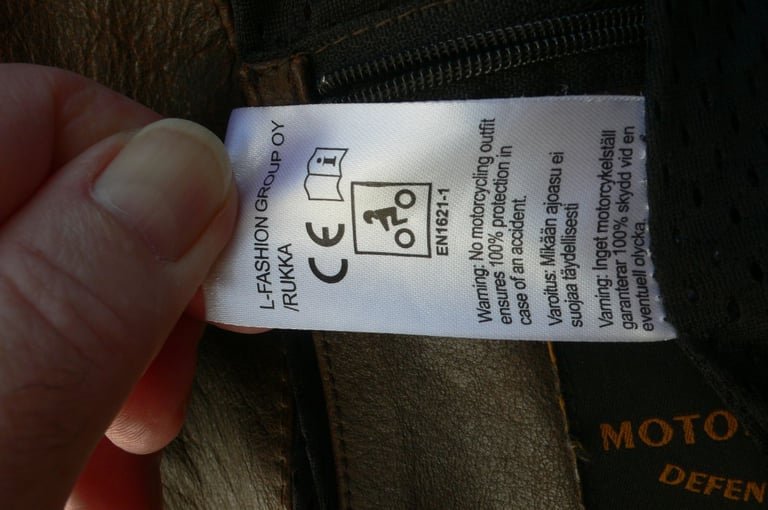 L-FASHION GROUP OY
/RUKKA
CE
i
EN1621-1
Warning: No motorcycling outfit
ensures 100% protection in
case of an accident.
Varoitus: Mikään ajoasu ei
suojaa täydellisesti
Varning: Inget motorcykelställ
garanterar 100% skydd vid en
eventuell olycka.
MOTO
DEFEN